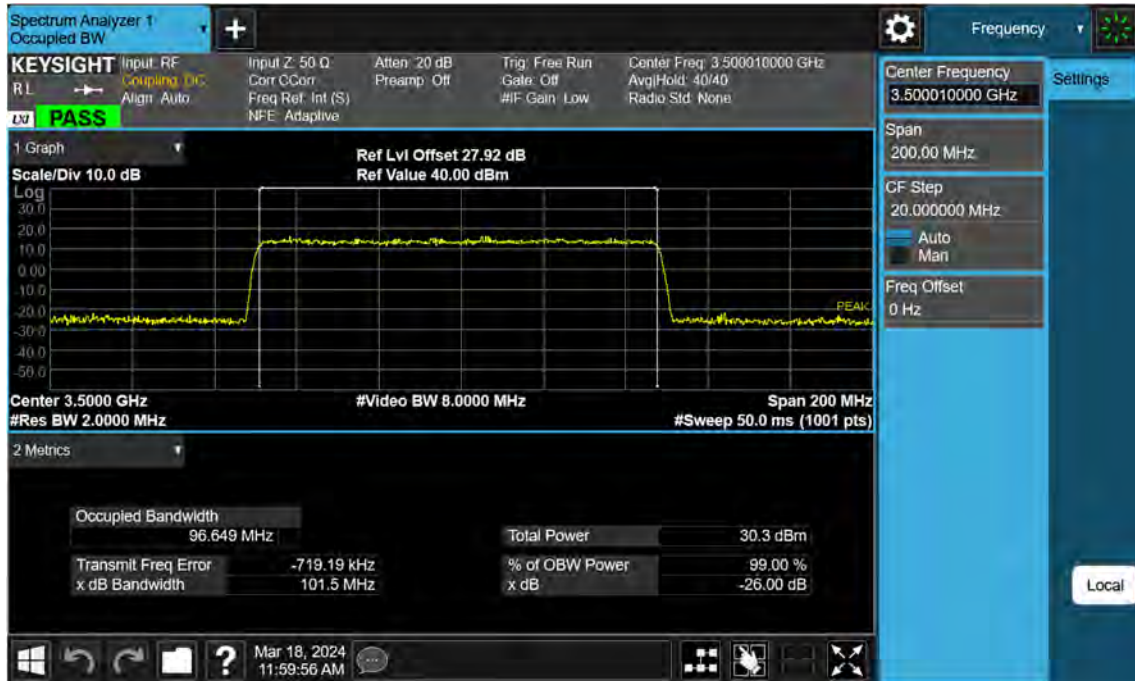 Spectrum Analyzer 1
Occupied BW
+
Frequency
KEYSIGHT
RL
LXI
PASS
Input: RF
Coupling: DC
Align: Auto
Input Z: 50 Ω
Corr CCorr
Freq Ref: Int (S)
NFE: Adaptive
Atten: 20 dB
Preamp: Off
Trig: Free Run
Gate: Off
#IF Gain: Low
Center Freq: 3.500010000 GHz
Avg|Hold: 40/40
Radio Std: None
Center Frequency
3.500010000 GHz
Settings
Span
200.00 MHz
CF Step
20.000000 MHz
Auto
Man
Freq Offset
0 Hz
1 Graph
Scale/Div 10.0 dB
Ref Lvl Offset 27.92 dB
Ref Value 40.00 dBm
Log
30.0
20.0
10.0
0.00
-10.0
-20.0
-30.0
-40.0
-50.0
PEAK
Center 3.5000 GHz
#Video BW 8.0000 MHz
Span 200 MHz
#Res BW 2.0000 MHz
#Sweep 50.0 ms (1001 pts)
2 Metrics
Occupied Bandwidth
96.649 MHz
Total Power 30.3 dBm
Transmit Freq Error -719.19 kHz
% of OBW Power 99.00 %
x dB Bandwidth 101.5 MHz
x dB -26.00 dB
Local
?
Mar 18, 2024
11:59:56 AM